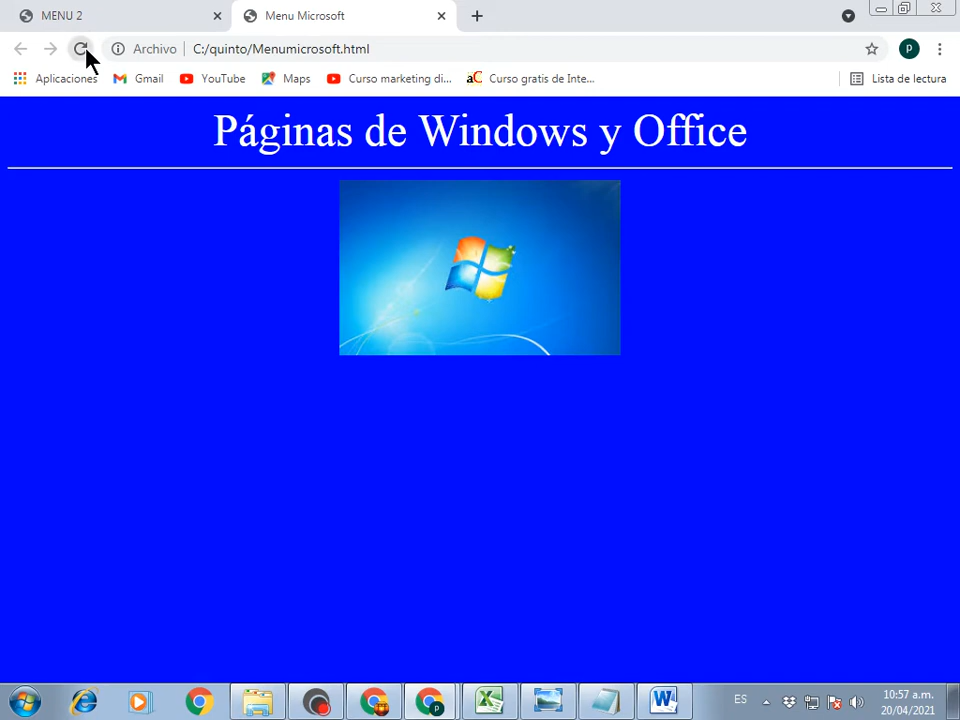 MENU 2
Menu Microsoft
Archivo
C:/quinto/Menumicrosoft.html
P
Aplicaciones
Gmail
YouTube
Maps
Curso marketing di...
aC
Curso gratis de Inte...
Lista de lectura
Páginas de Windows y Office
P
W
ES
10:57 a.m.
20/04/2021